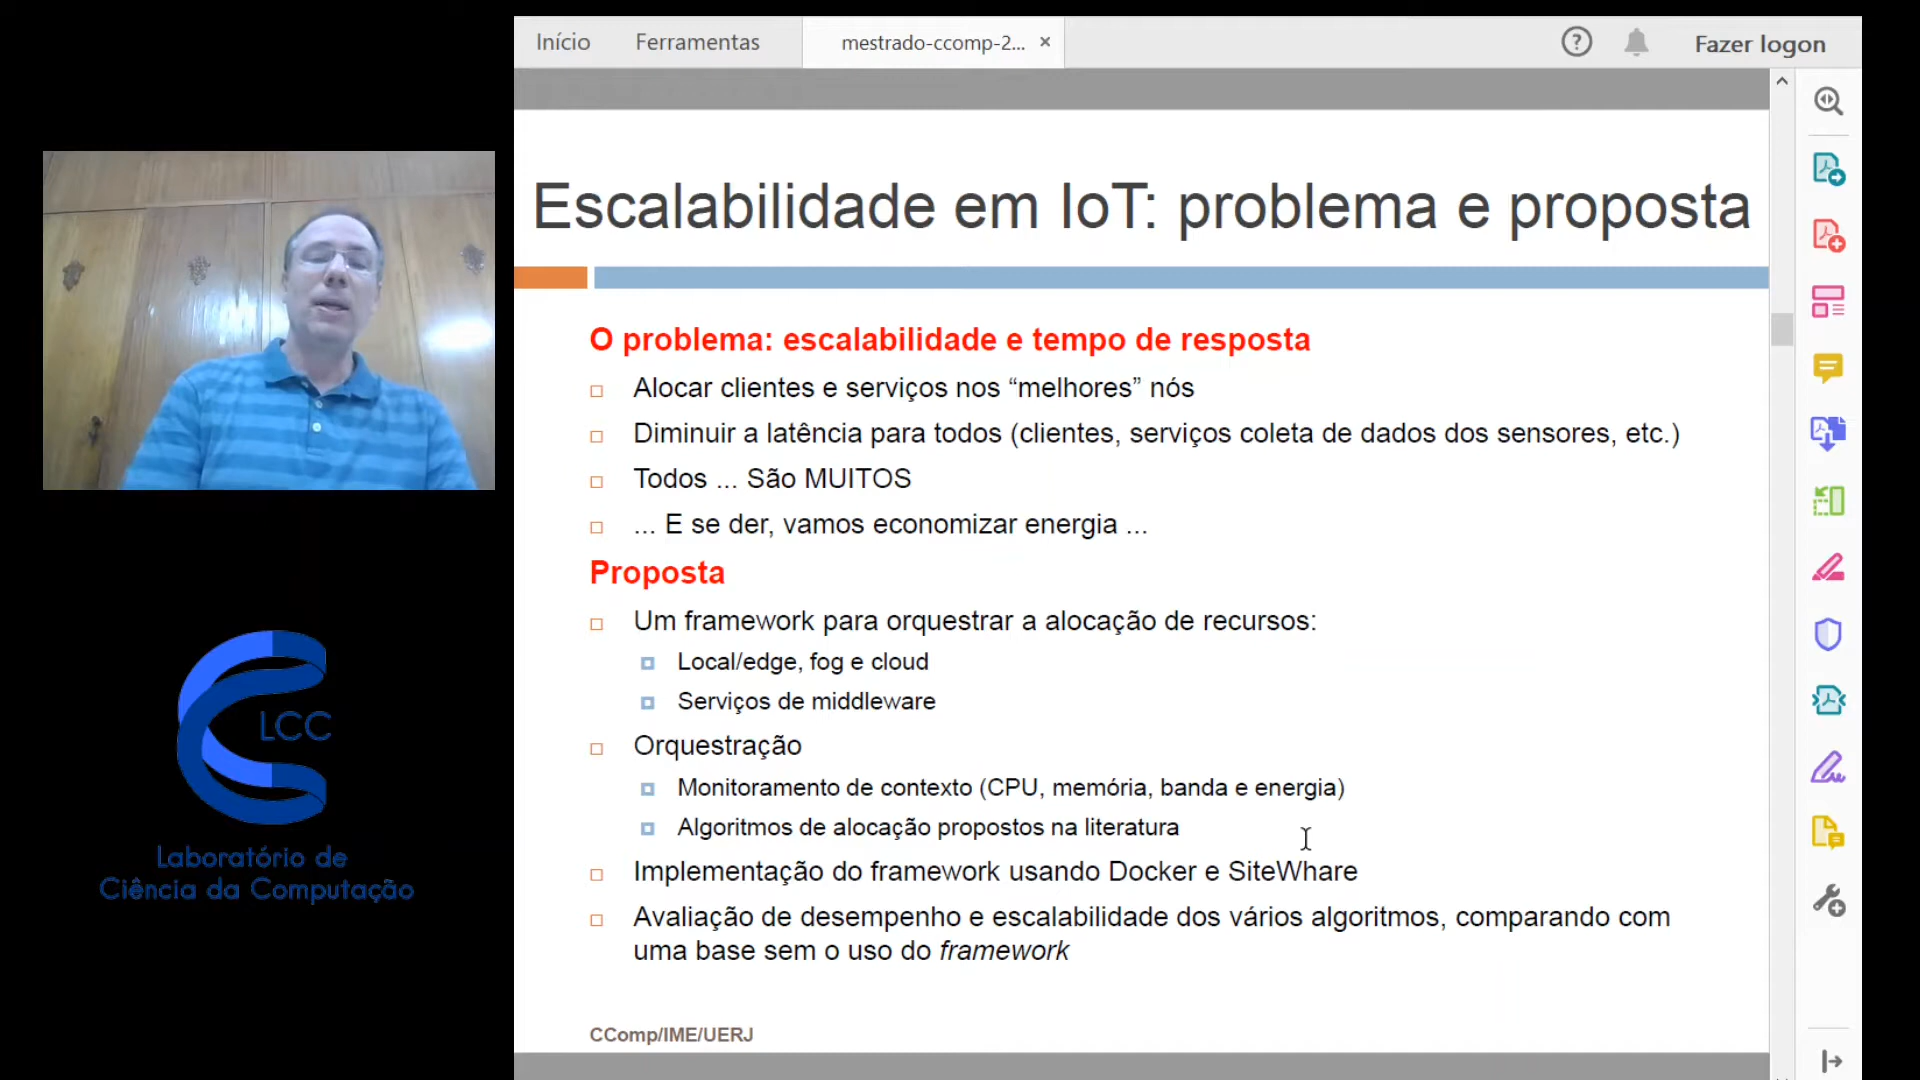 Início
Ferramentas
mestrado-ccomp-2... ×
?
Fazer logon
Escalabilidade em IoT: problema e proposta
O problema: escalabilidade e tempo de resposta
Alocar clientes e serviços nos “melhores” nós
Diminuir a latência para todos (clientes, serviços coleta de dados dos sensores, etc.)
Todos ... São MUITOS
... E se der, vamos economizar energia ...
Proposta
Um framework para orquestrar a alocação de recursos:
Local/edge, fog e cloud
Serviços de middleware
Orquestração
Monitoramento de contexto (CPU, memória, banda e energia)
Algoritmos de alocação propostos na literatura
Implementação do framework usando Docker e SiteWhare
Avaliação de desempenho e escalabilidade dos vários algoritmos, comparando com
uma base sem o uso do framework
CComp/IME/UERJ
LCC
Laboratório de
Ciência da Computação